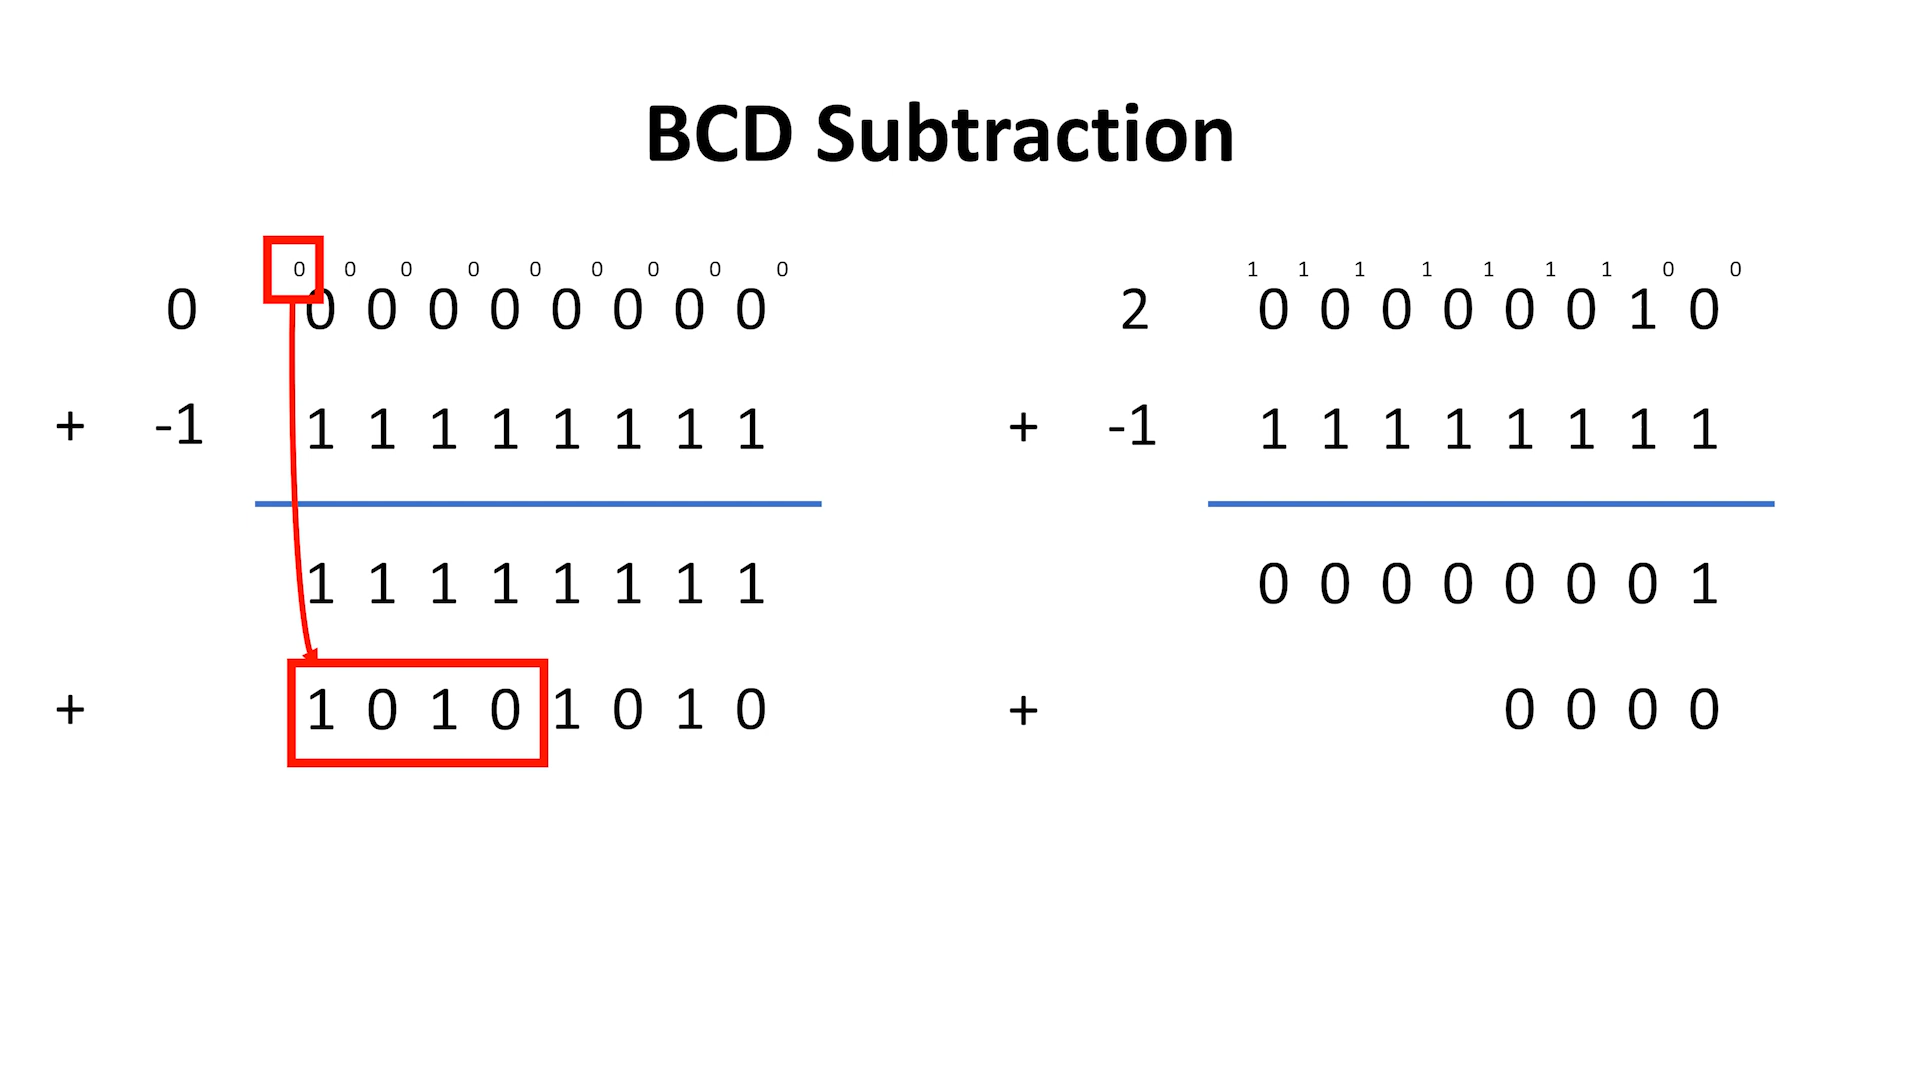 BCD Subtraction
0 0 0 0 0 0 0 0 0
0 0 0 0 0 0 0 0 0
+ -1 1 1 1 1 1 1 1 1
1 1 1 1 1 1 1 1
+ 1 0 1 0 1 0 1 0
1 1 1 1 1 1 1 0 0
2 0 0 0 0 0 0 1 0
+ -1 1 1 1 1 1 1 1 1
0 0 0 0 0 0 0 1
+ 0 0 0 0